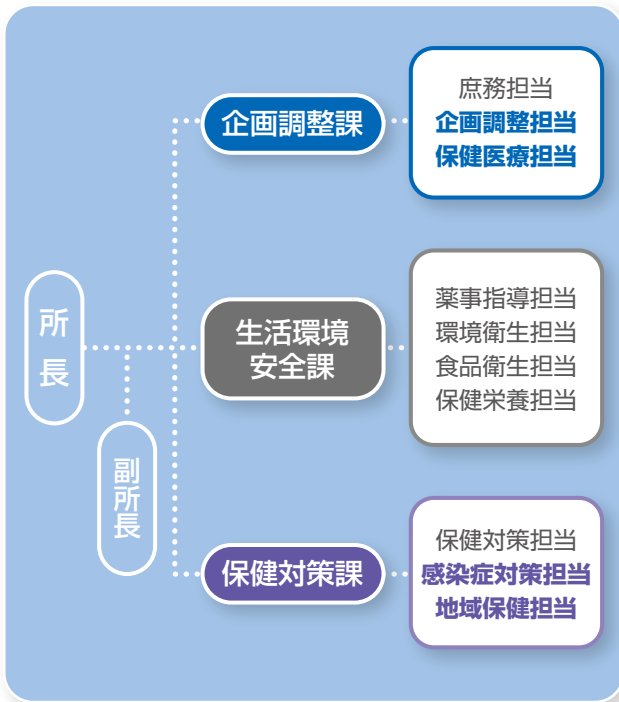 所長
副所長
企画調整課
庶務担当
企画調整担当
保健医療担当
生活環境
安全課
薬事指導担当
環境衛生担当
食品衛生担当
保健栄養担当
保健対策課
保健対策担当
感染症対策担当
地域保健担当